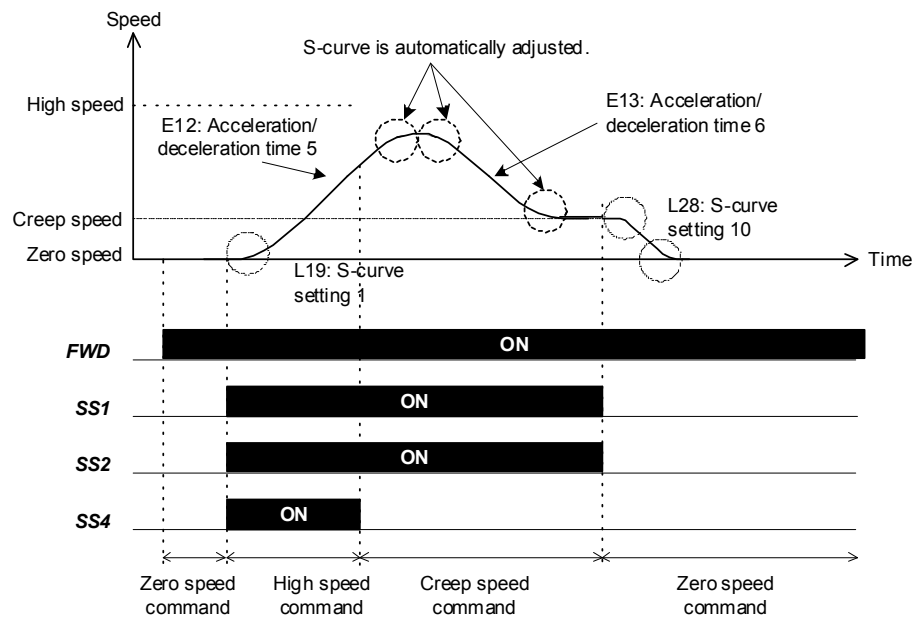 Speed
S-curve is automatically adjusted.
High speed
E12: Acceleration/
deceleration time 5
E13: Acceleration/
deceleration time 6
Creep speed
L28: S-curve
setting 10
Zero speed
Time
L19: S-curve
setting 1
FWD
ON
SS1
ON
SS2
ON
SS4
ON
Zero speed
command
High speed
command
Creep speed
command
Zero speed
command